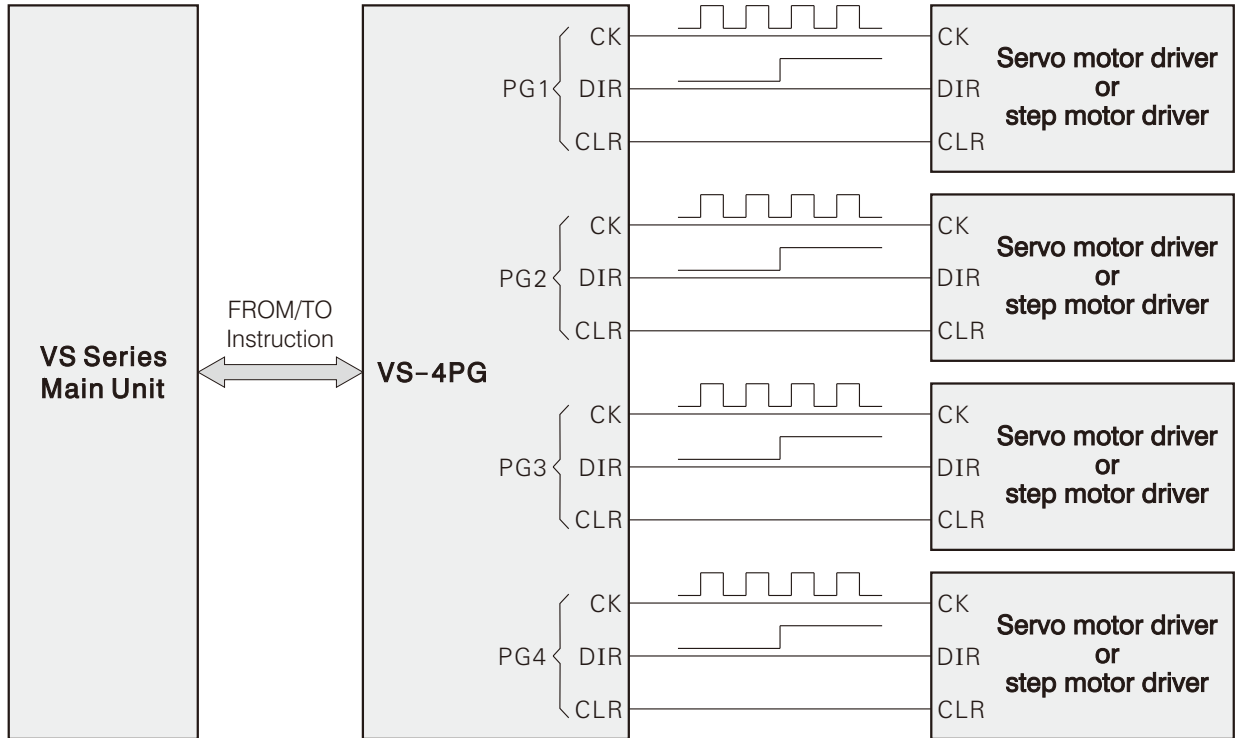 VS Series
Main Unit
FROM/TO
Instruction
VS-4PG
PG1
CK
DIR
CLR
CK
DIR
CLR
Servo motor driver
or
step motor driver
PG2
CK
DIR
CLR
CK
DIR
CLR
Servo motor driver
or
step motor driver
PG3
CK
DIR
CLR
CK
DIR
CLR
Servo motor driver
or
step motor driver
PG4
CK
DIR
CLR
CK
DIR
CLR
Servo motor driver
or
step motor driver